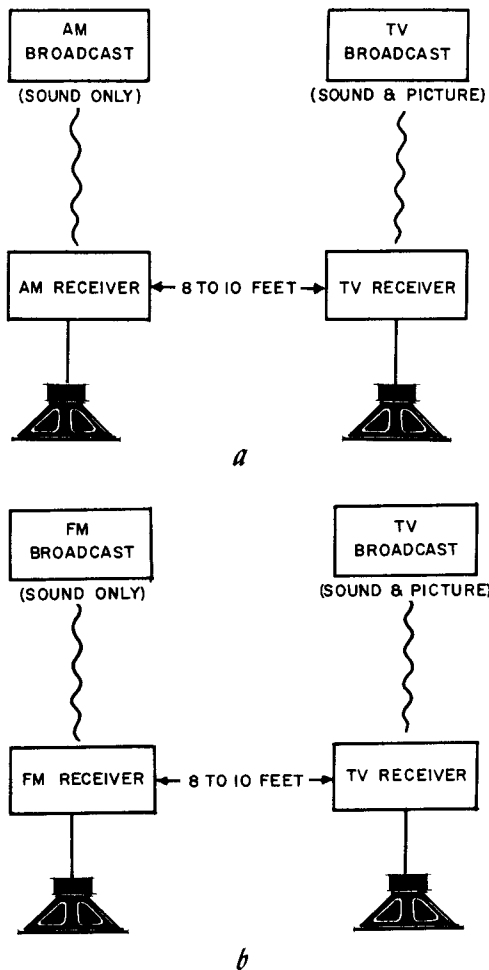 AM
BROADCAST
(SOUND ONLY)
TV
BROADCAST
(SOUND & PICTURE)
AM RECEIVER
8 TO 10 FEET
TV RECEIVER
a
FM
BROADCAST
(SOUND ONLY)
TV
BROADCAST
(SOUND & PICTURE)
FM RECEIVER
8 TO 10 FEET
TV RECEIVER
b